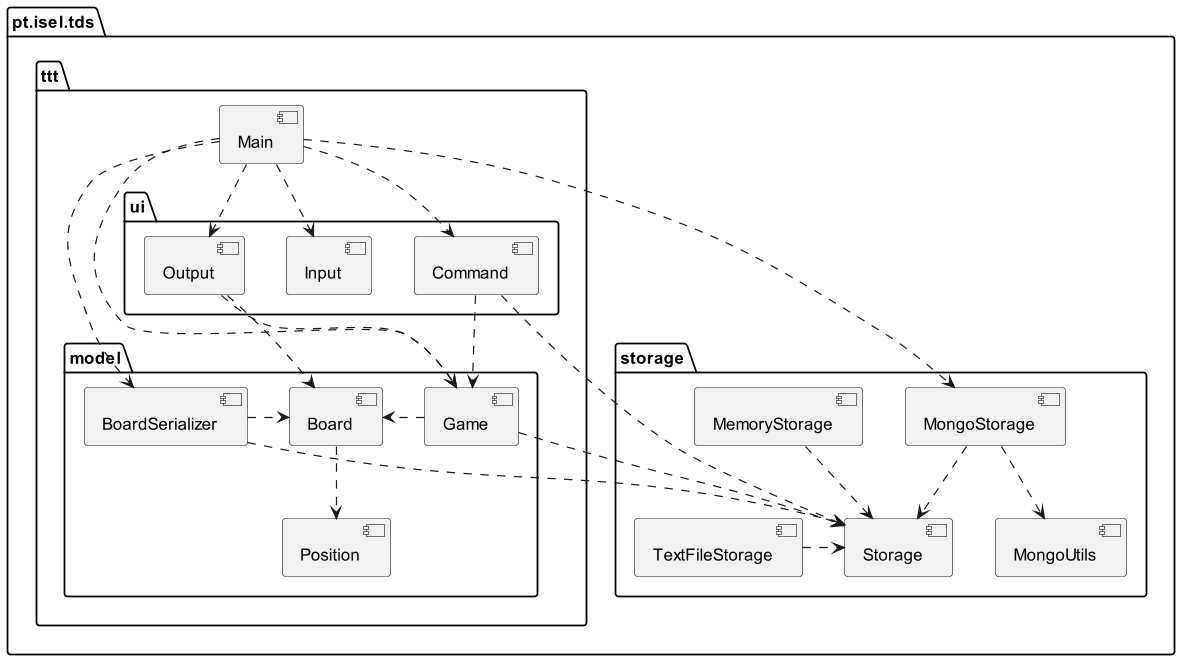 pt.isel.tds
ttt
Main
ui
Output
Input
Command
model
BoardSerializer
Board
Game
Position
storage
MemoryStorage
MongoStorage
TextFileStorage
Storage
MongoUtils